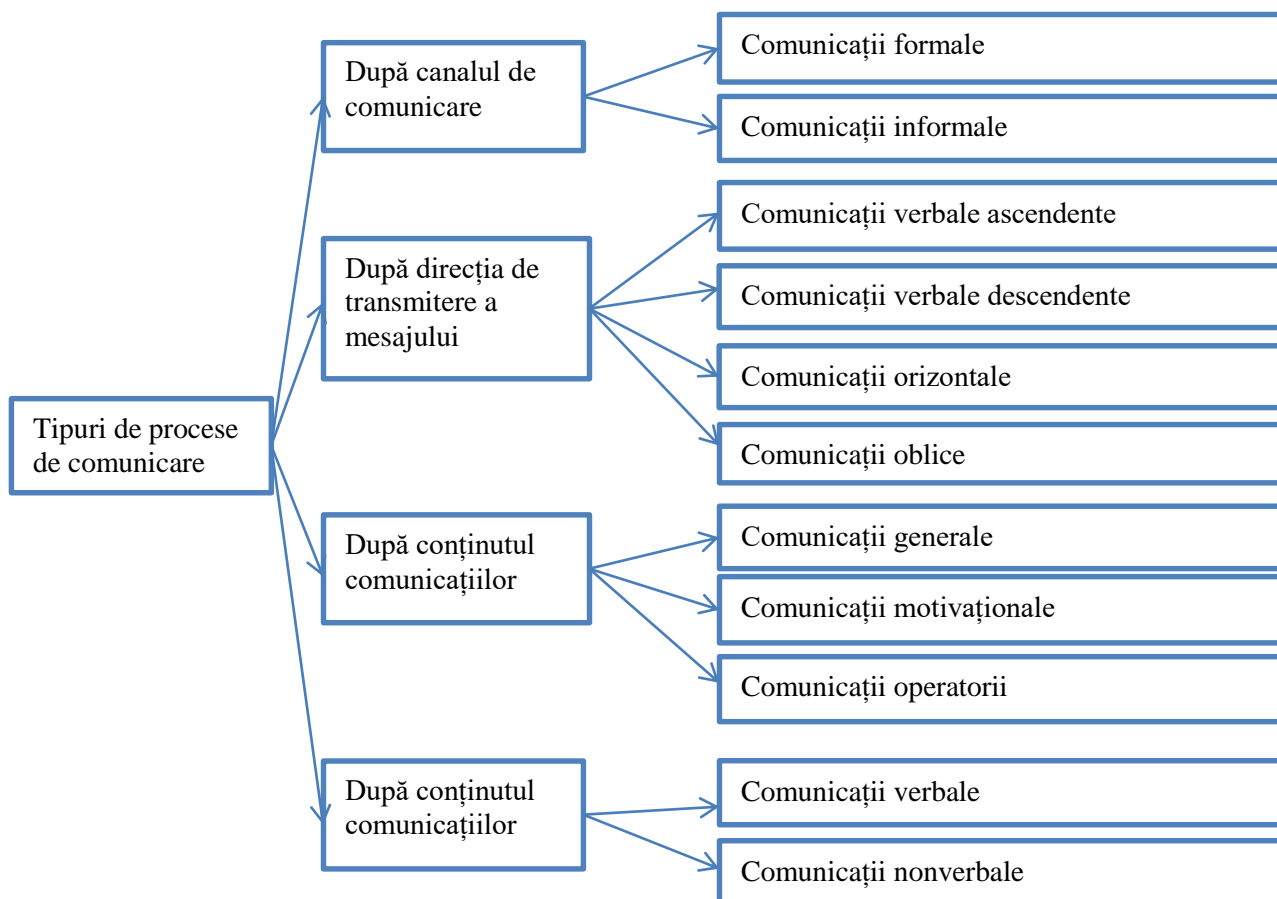 Tipuri de procese
de comunicare
După canalul de
comunicare
Comunicații formale
Comunicații informale
După direcția de
transmitere a
mesajului
Comunicații verbale ascendente
Comunicații verbale descendente
Comunicații orizontale
Comunicații oblice
După conținutul
comunicațiilor
Comunicații generale
Comunicații motivaționale
Comunicații operatorii
După conținutul
comunicațiilor
Comunicații verbale
Comunicații nonverbale